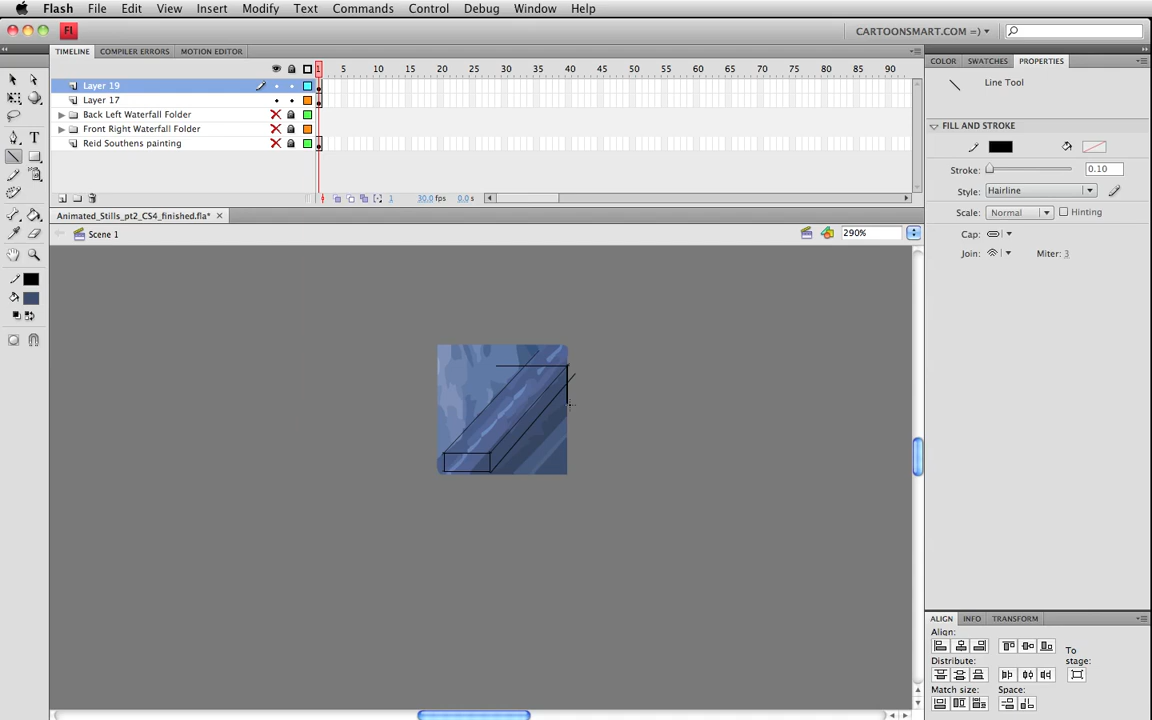 Flash File Edit View Insert Modify Text Commands Control Debug Window Help
Fl CARTOONSMART.COM =)
TIMELINE COMPILER ERRORS MOTION EDITOR
COLOR SWATCHES PROPERTIES
1 5 10 15 20 25 30 35 40 45 50 55 60 65 70 75 80 85 90
Line Tool
Layer 19
Layer 17
Back Left Waterfall Folder
Front Right Waterfall Folder
Reid Southens painting
FILL AND STROKE
Stroke: 0.10
Style: Hairline
Scale: Normal Hinting
Cap:
Join: Miter: 3
1 30.0 fps 0.0 s
Animated_Stills_pt2_CS4_finished.fla*
Scene 1 290%
T
ALIGN INFO TRANSFORM
Align:
To
stage:
Distribute:
Match size: Space: